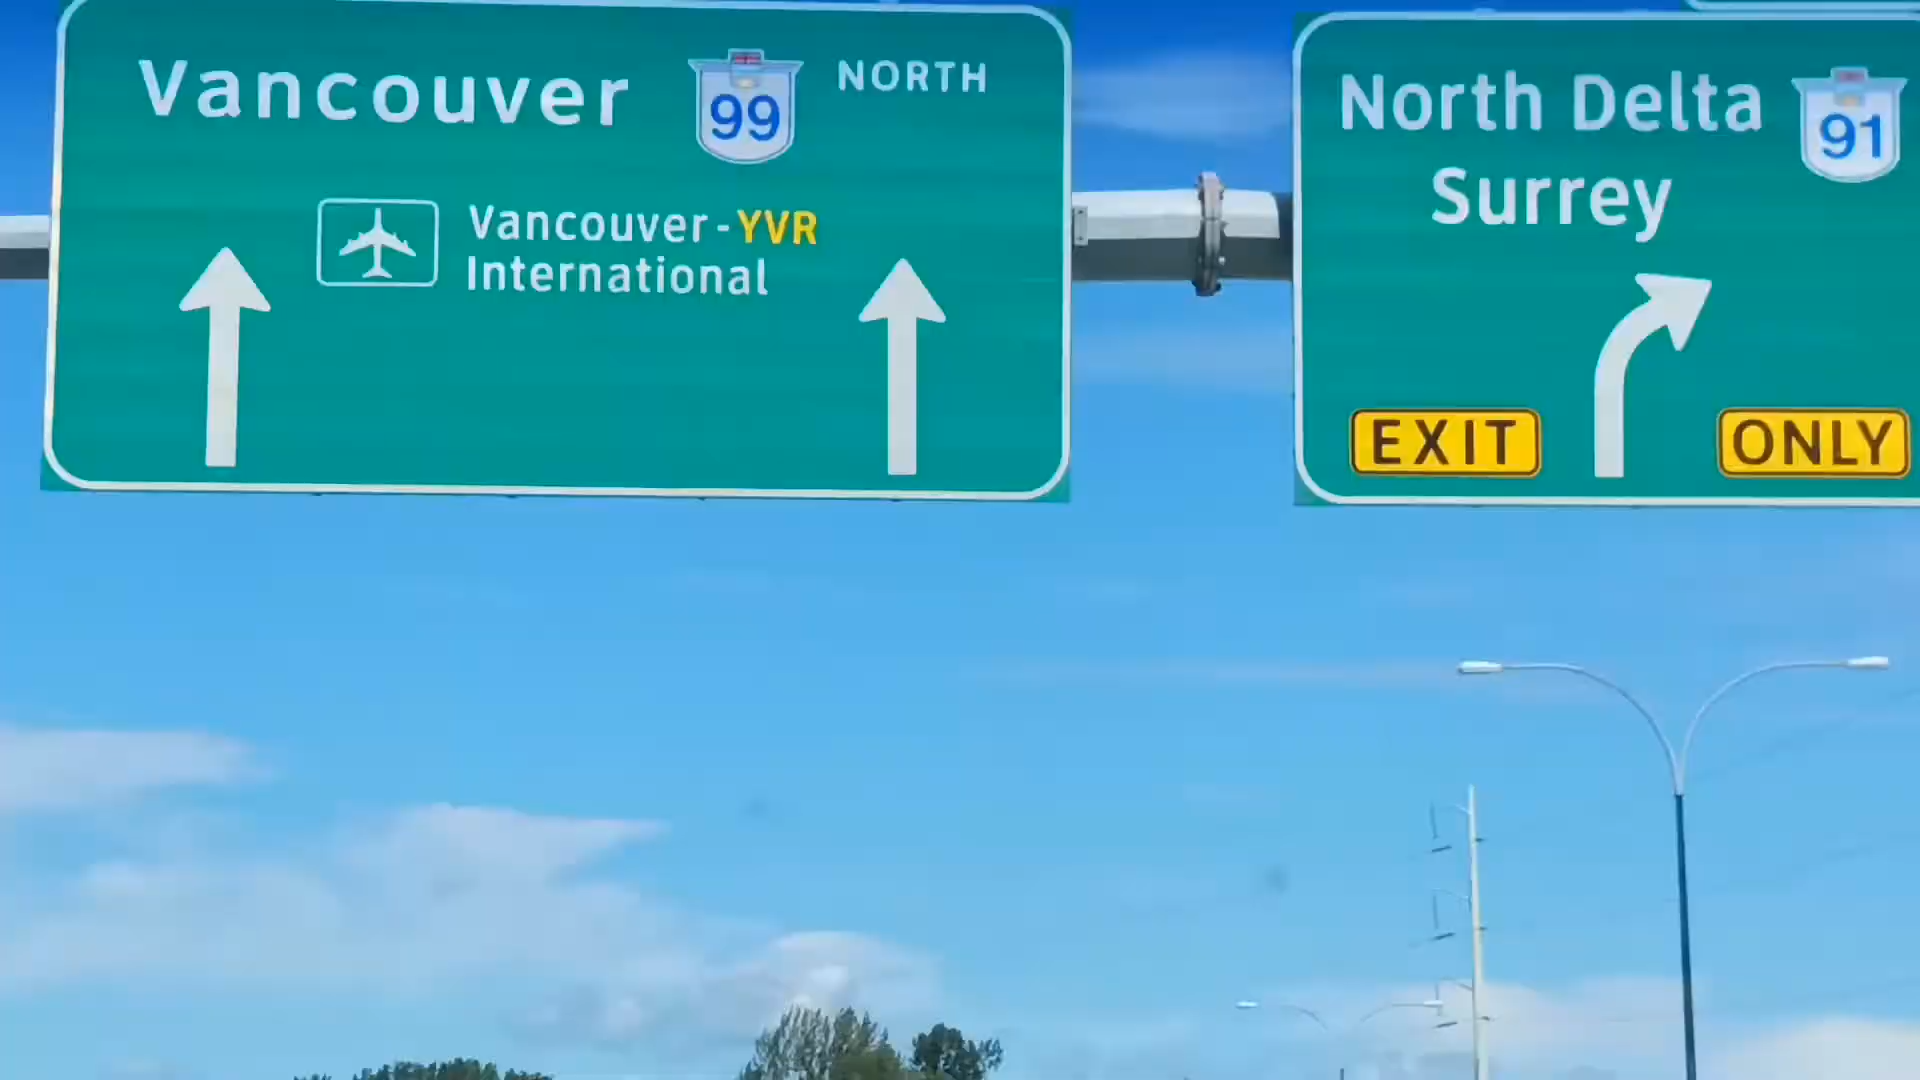 Vancouver 99 NORTH
Vancouver-YVR
International
North Delta 91
Surrey
EXIT ONLY